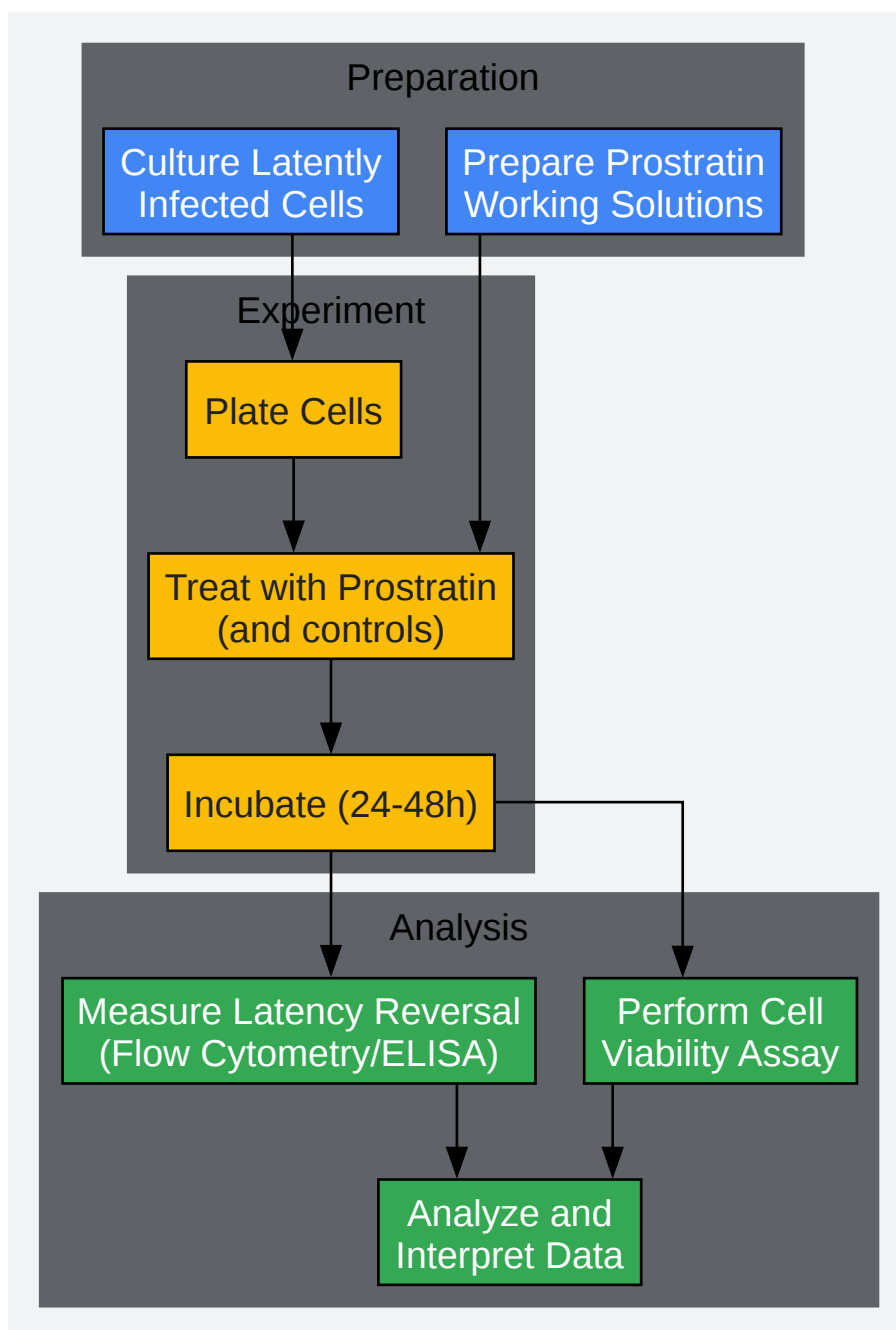 Preparation
Culture Latently
Infected Cells
Prepare Prostratin
Working Solutions
Experiment
Plate Cells
Treat with Prostratin
(and controls)
Incubate (24-48h)
Analysis
Measure Latency Reversal
(Flow Cytometry/ELISA)
Perform Cell
Viability Assay
Analyze and
Interpret Data